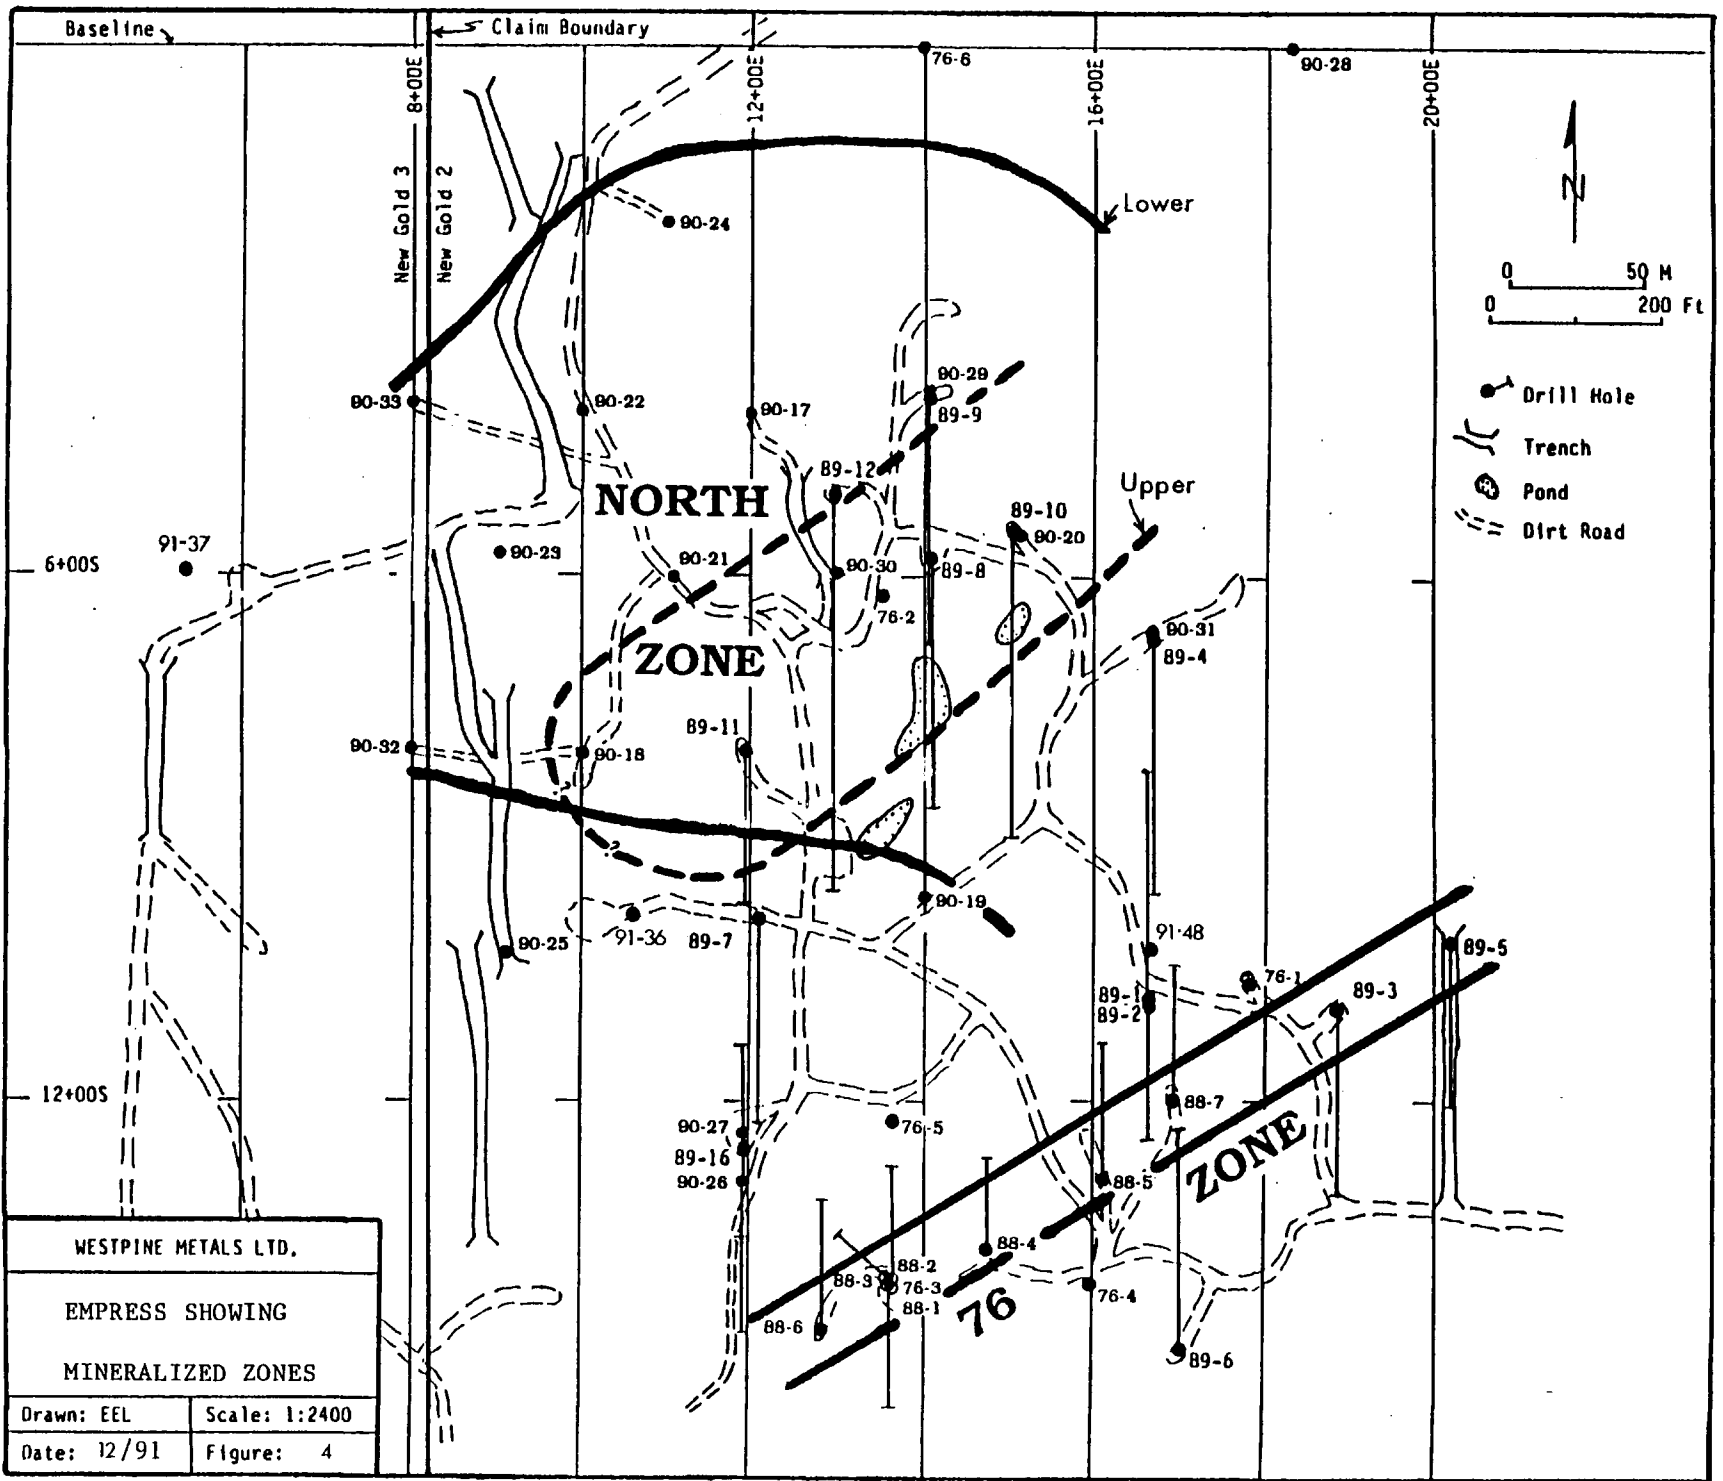 Baseline
Claim Boundary
8+00E
12+00E
16+00E
20+00E
76-6
90-28
New Gold 3
New Gold 2
90-24
Lower
N
0 50 M
0 200 Ft
Drill Hole
Trench
Pond
Dirt Road
90-33
90-22
90-17
90-29
89-9
89-12
NORTH
Upper
89-10
90-20
91-37
90-23
6+00S
90-21
90-30
89-8
76-2
90-31
89-4
ZONE
89-11
90-32
90-18
90-19
90-25
91-36
89-7
91-48
89-5
76-1
89-3
89-1
89-2
12+00S
88-7
90-27
76-5
89-16
90-26
88-5
ZONE
88-4
88-2
88-3
76-3
88-1
76-4
76
88-6
89-6
WESTPINE METALS LTD.
EMPRESS SHOWING
MINERALIZED ZONES
Drawn: EEL
Scale: 1:2400
Date: 12/91
Figure: 4